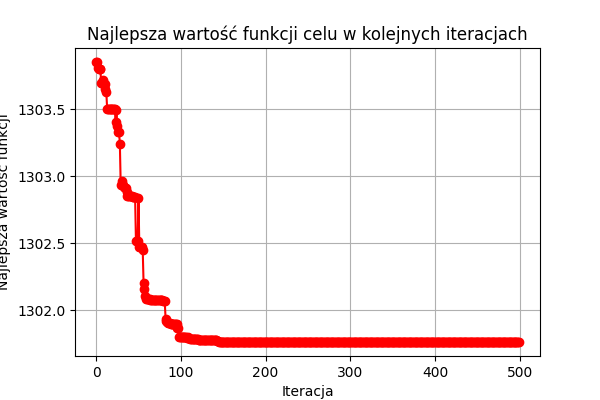 Najlepsza wartość funkcji celu w kolejnych iteracjach
Najlepsza wartość funkcji
1303.5
1303.0
1302.5
1302.0
0 100 200 300 400 500
Iteracja